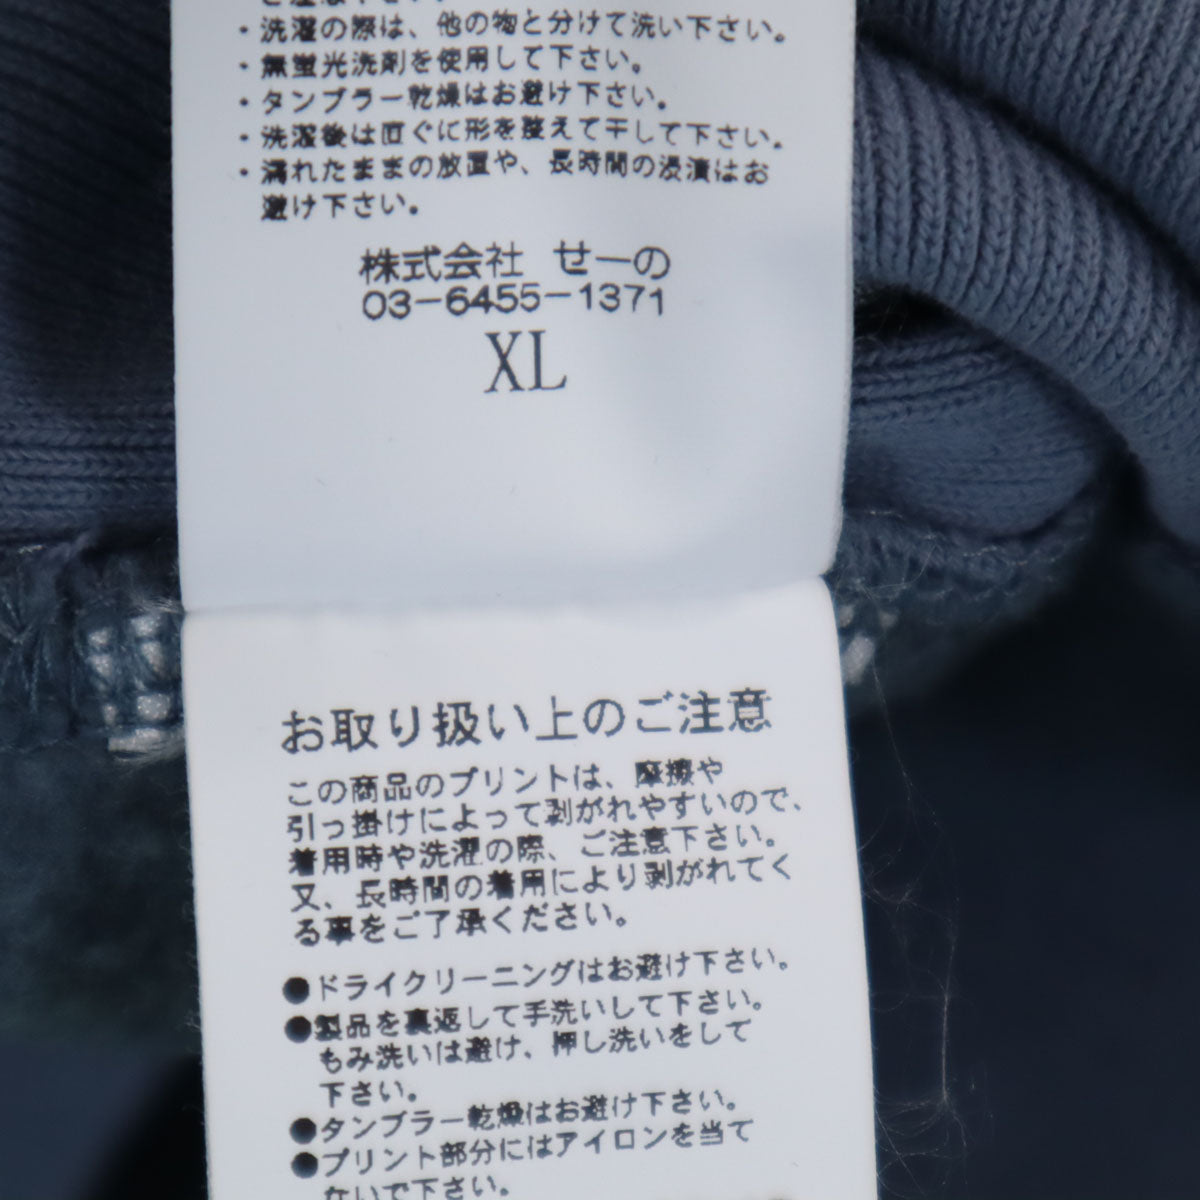 ご注意下さい。
・洗濯の際は、他の物と分けて洗い下さい。
・無蛍光洗剤を使用して下さい。
・タンブラー乾燥はお避け下さい。
・洗濯後は直ぐに形を整えて干して下さい。
・濡れたままの放置や、長時間の浸漬はお
避け下さい。
株式会社 せーの
03-6455-1371
XL
お取り扱い上のご注意
この商品のプリントは、摩擦や
引っ掛けによって剥がれやすいので、
着用時や洗濯の際、ご注意下さい。
又、長時間の着用により剥がれてく
る事をご了承ください。
●ドライクリーニングはお避け下さい。
●製品を裏返して手洗いして下さい。
もみ洗いは避け、押し洗いをして
下さい。
●タンブラー乾燥はお避け下さい。
●プリント部分にはアイロンを当て
ないで下さい。